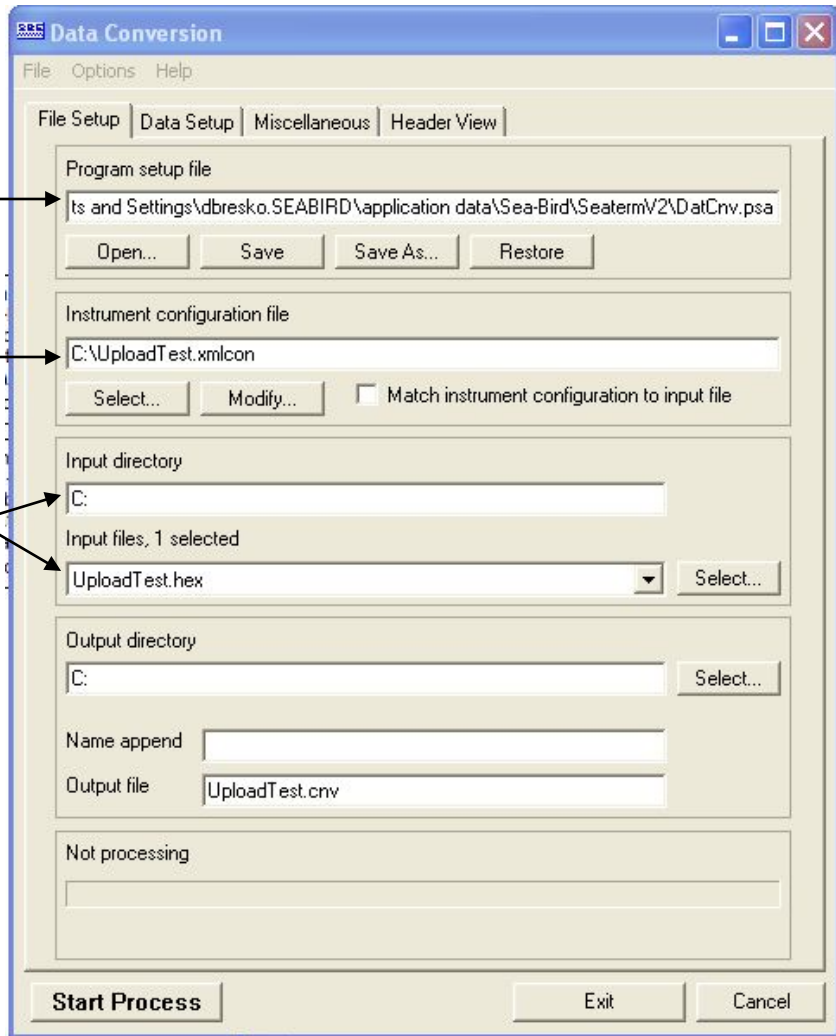 SBE Data Conversion
File Options Help
File Setup Data Setup Miscellaneous Header View
Program setup file
ts and Settings\dbresko.SEABIRD\application data\Sea-Bird\SeatermV2\DatCnv.psa
Open... Save Save As... Restore
Instrument configuration file
C:\UploadTest.xmlcon
Select... Modify... Match instrument configuration to input file
Input directory
C:
Input files, 1 selected
UploadTest.hex Select...
Output directory
C: Select...
Name append
Output file UploadTest.cnv
Not processing
Start Process Exit Cancel